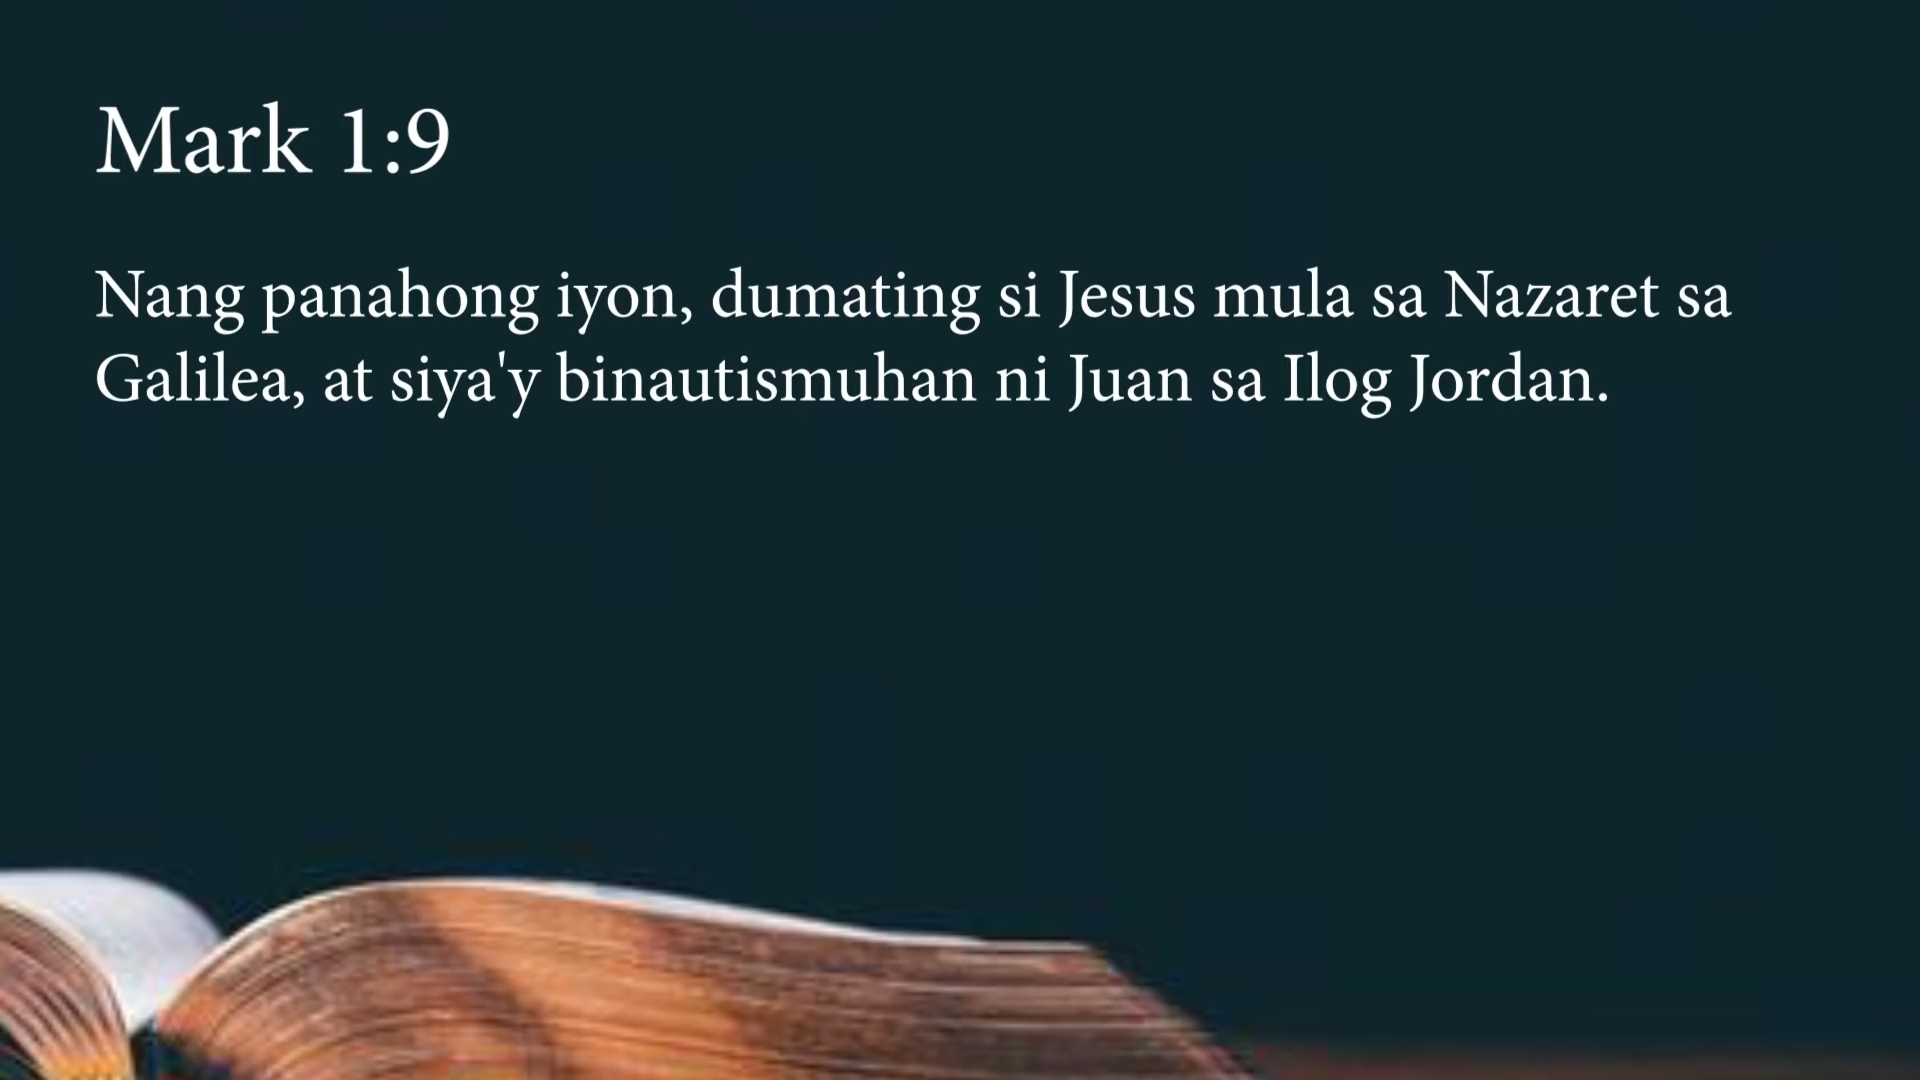 Mark 1:9
Nang panahong iyon, dumating si Jesus mula sa Nazaret sa
Galilea, at siya'y binautismuhan ni Juan sa Ilog Jordan.